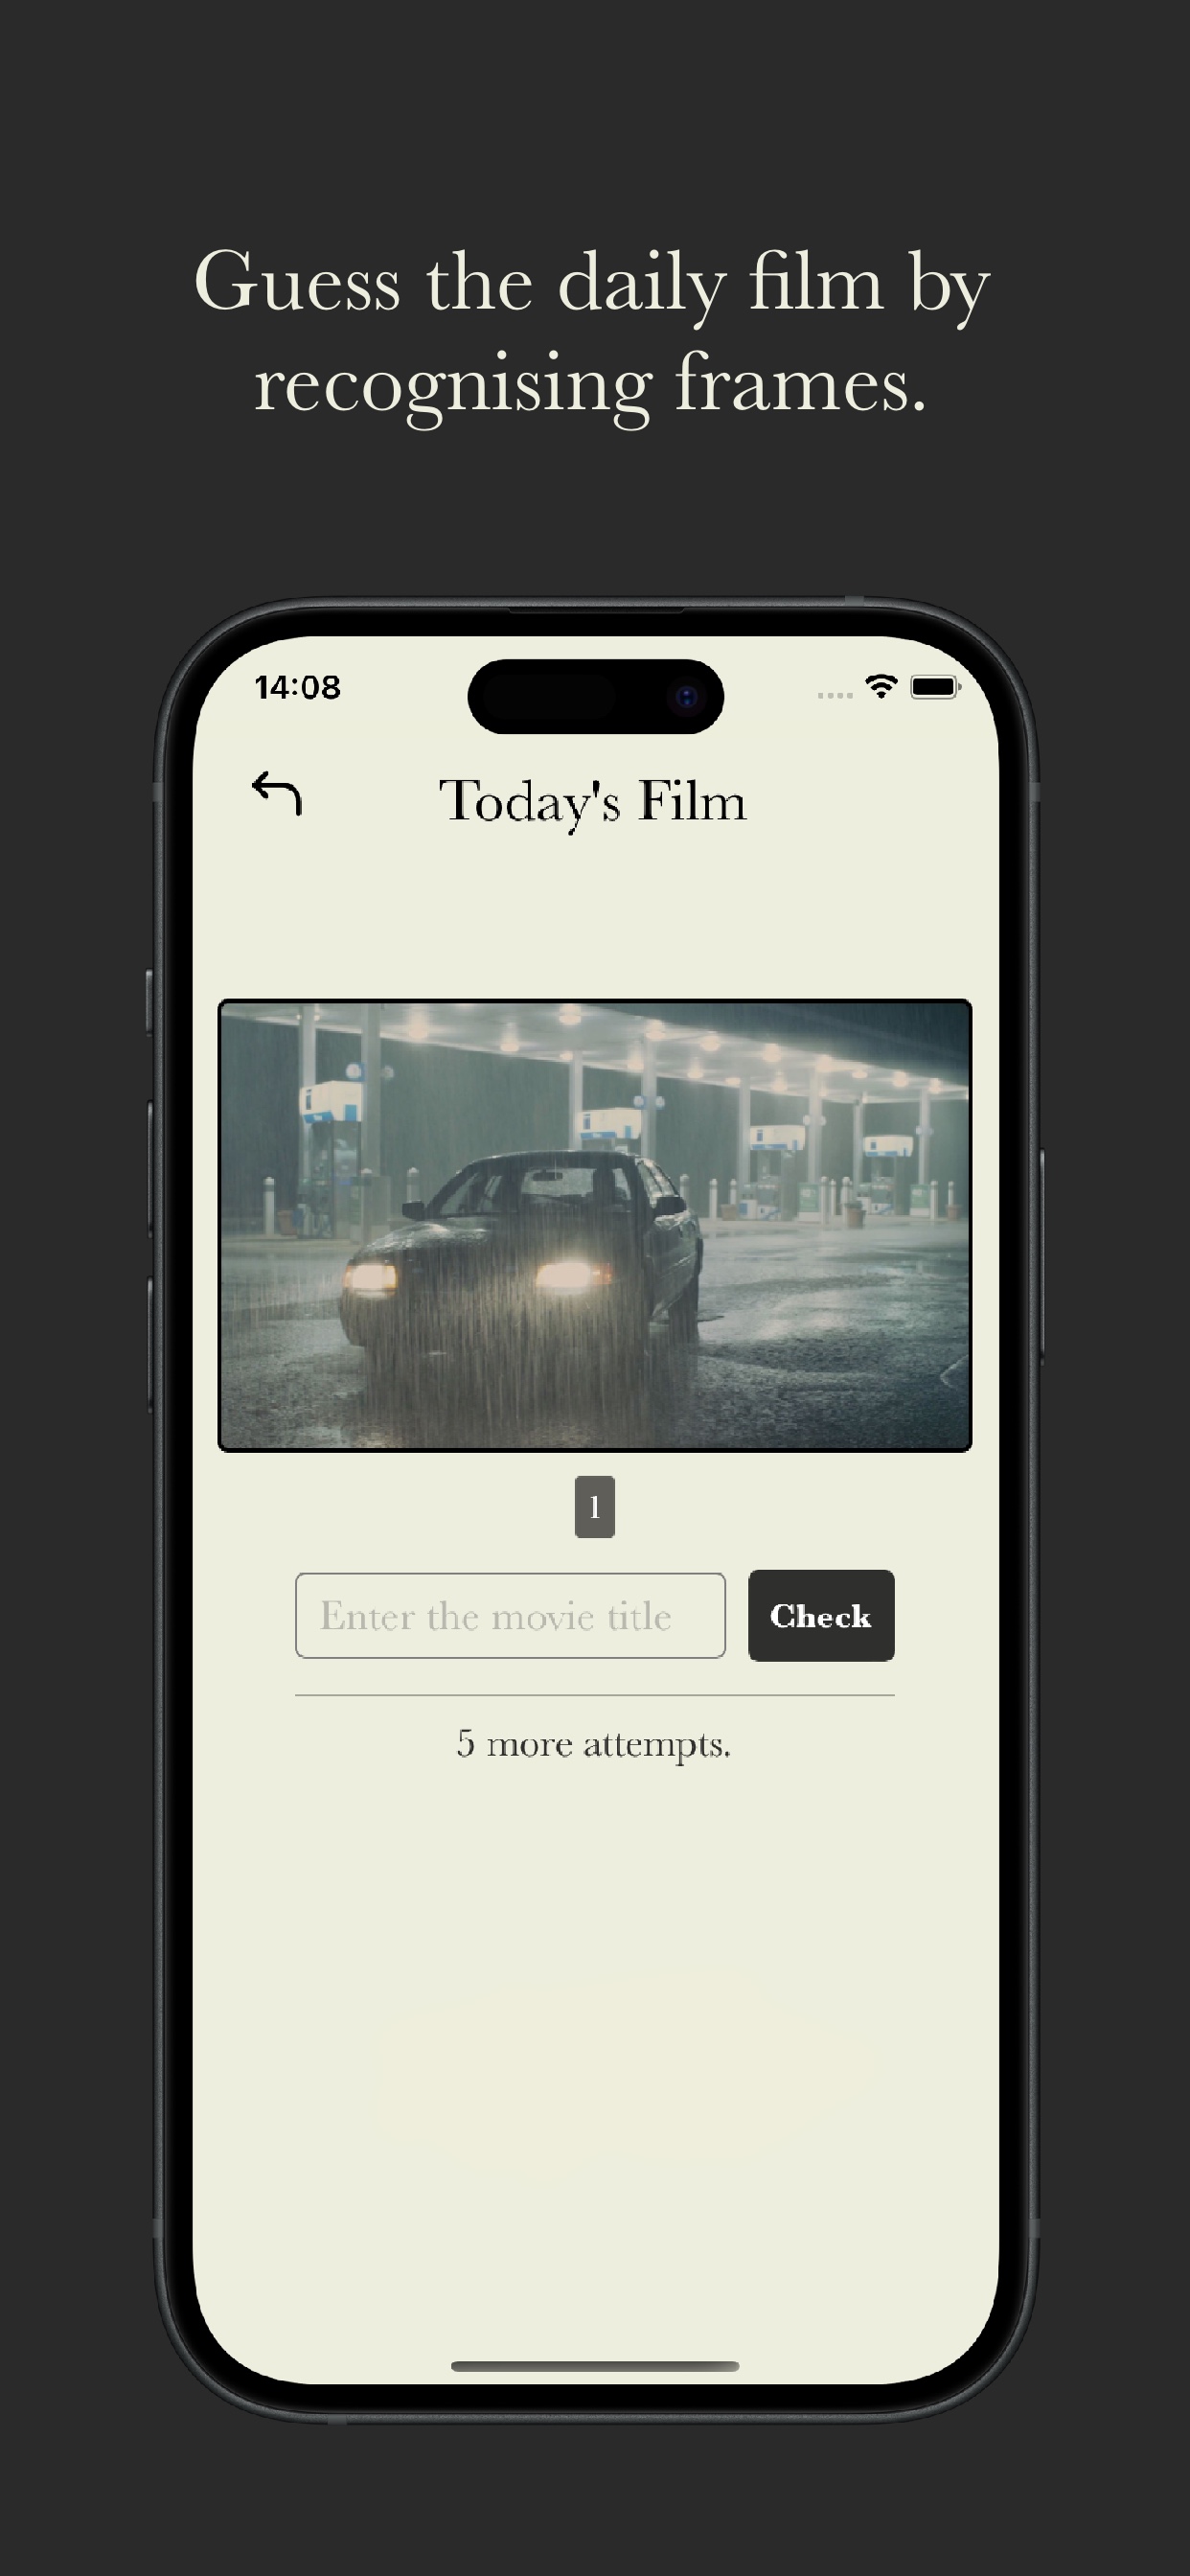 Guess the daily film by
recognising frames.
14:08
Today's Film
1
Enter the movie title
Check
5 more attempts.